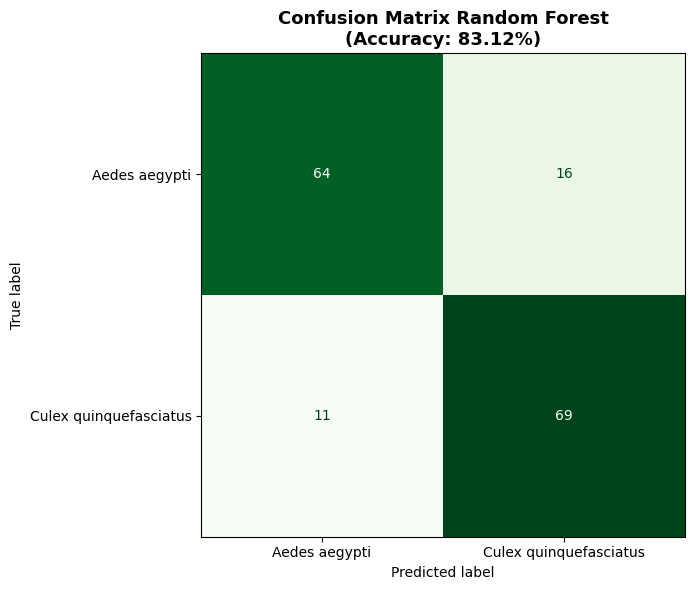 Confusion Matrix Random Forest
(Accuracy: 83.12%)
True label
Aedes aegypti
64
16
Culex quinquefasciatus
11
69
Aedes aegypti
Culex quinquefasciatus
Predicted label